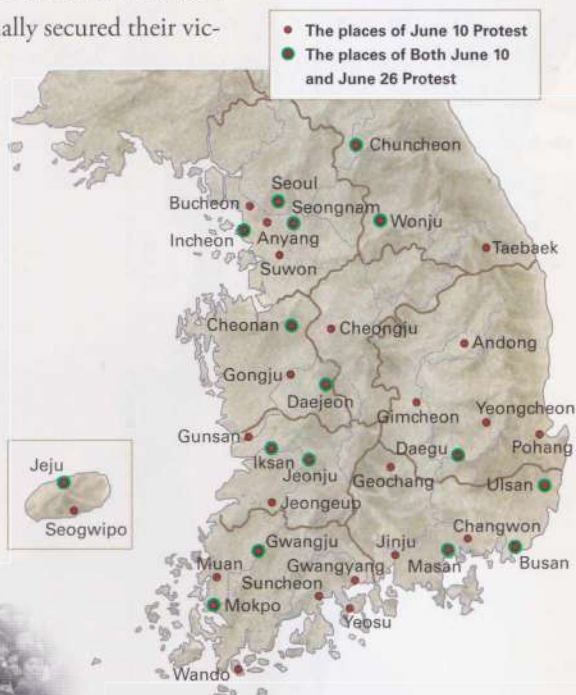 ally secured their vic-
The places of June 10 Protest
The places of Both June 10
and June 26 Protest
Chuncheon
Seoul
Bucheon
Seongnam
Wonju
Incheon
Anyang
Taebaek
Suwon
Cheonan
Cheongju
Andong
Gongju
Daejeon
Gimcheon
Yeongcheon
Gunsan
Daegu
Pohang
Iksan
Jeonju
Geochang
Ulsan
Jeju
Jeongeup
Seogwipo
Changwon
Gwangju
Jinju
Muan
Gwangyang
Masan
Busan
Suncheon
Mokpo
Yeosu
Wando